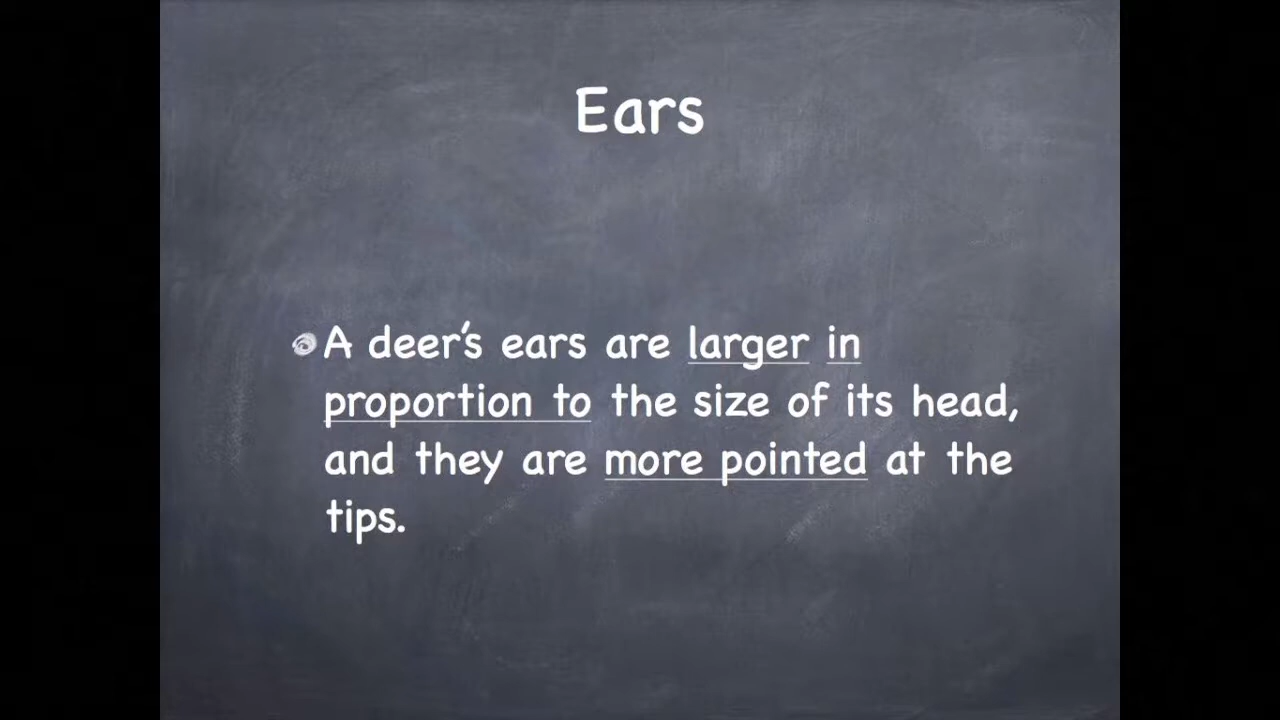 Ears
A deer's ears are larger in
proportion to the size of its head,
and they are more pointed at the
tips.